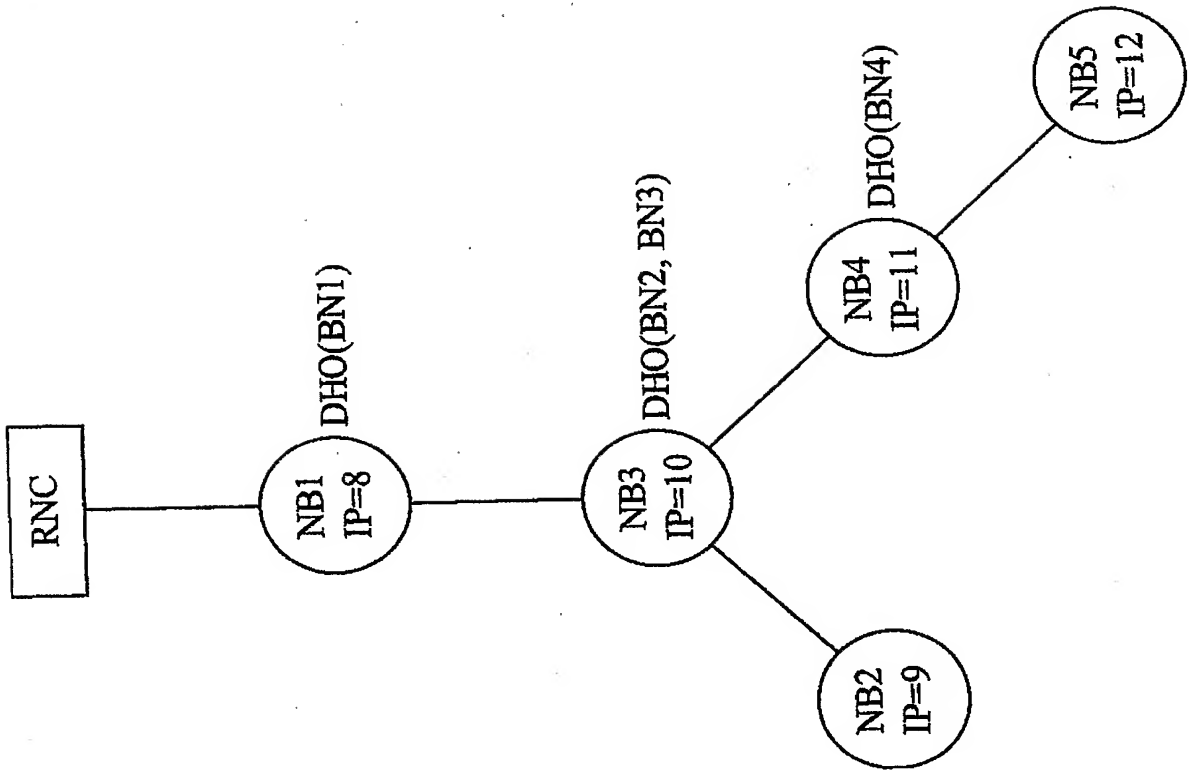 RNC
NB1
IP=8
DHO(BN1)
NB3
IP=10
DHO(BN2, BN3)
NB2
IP=9
NB4
IP=11
DHO(BN4)
NB5
IP=12